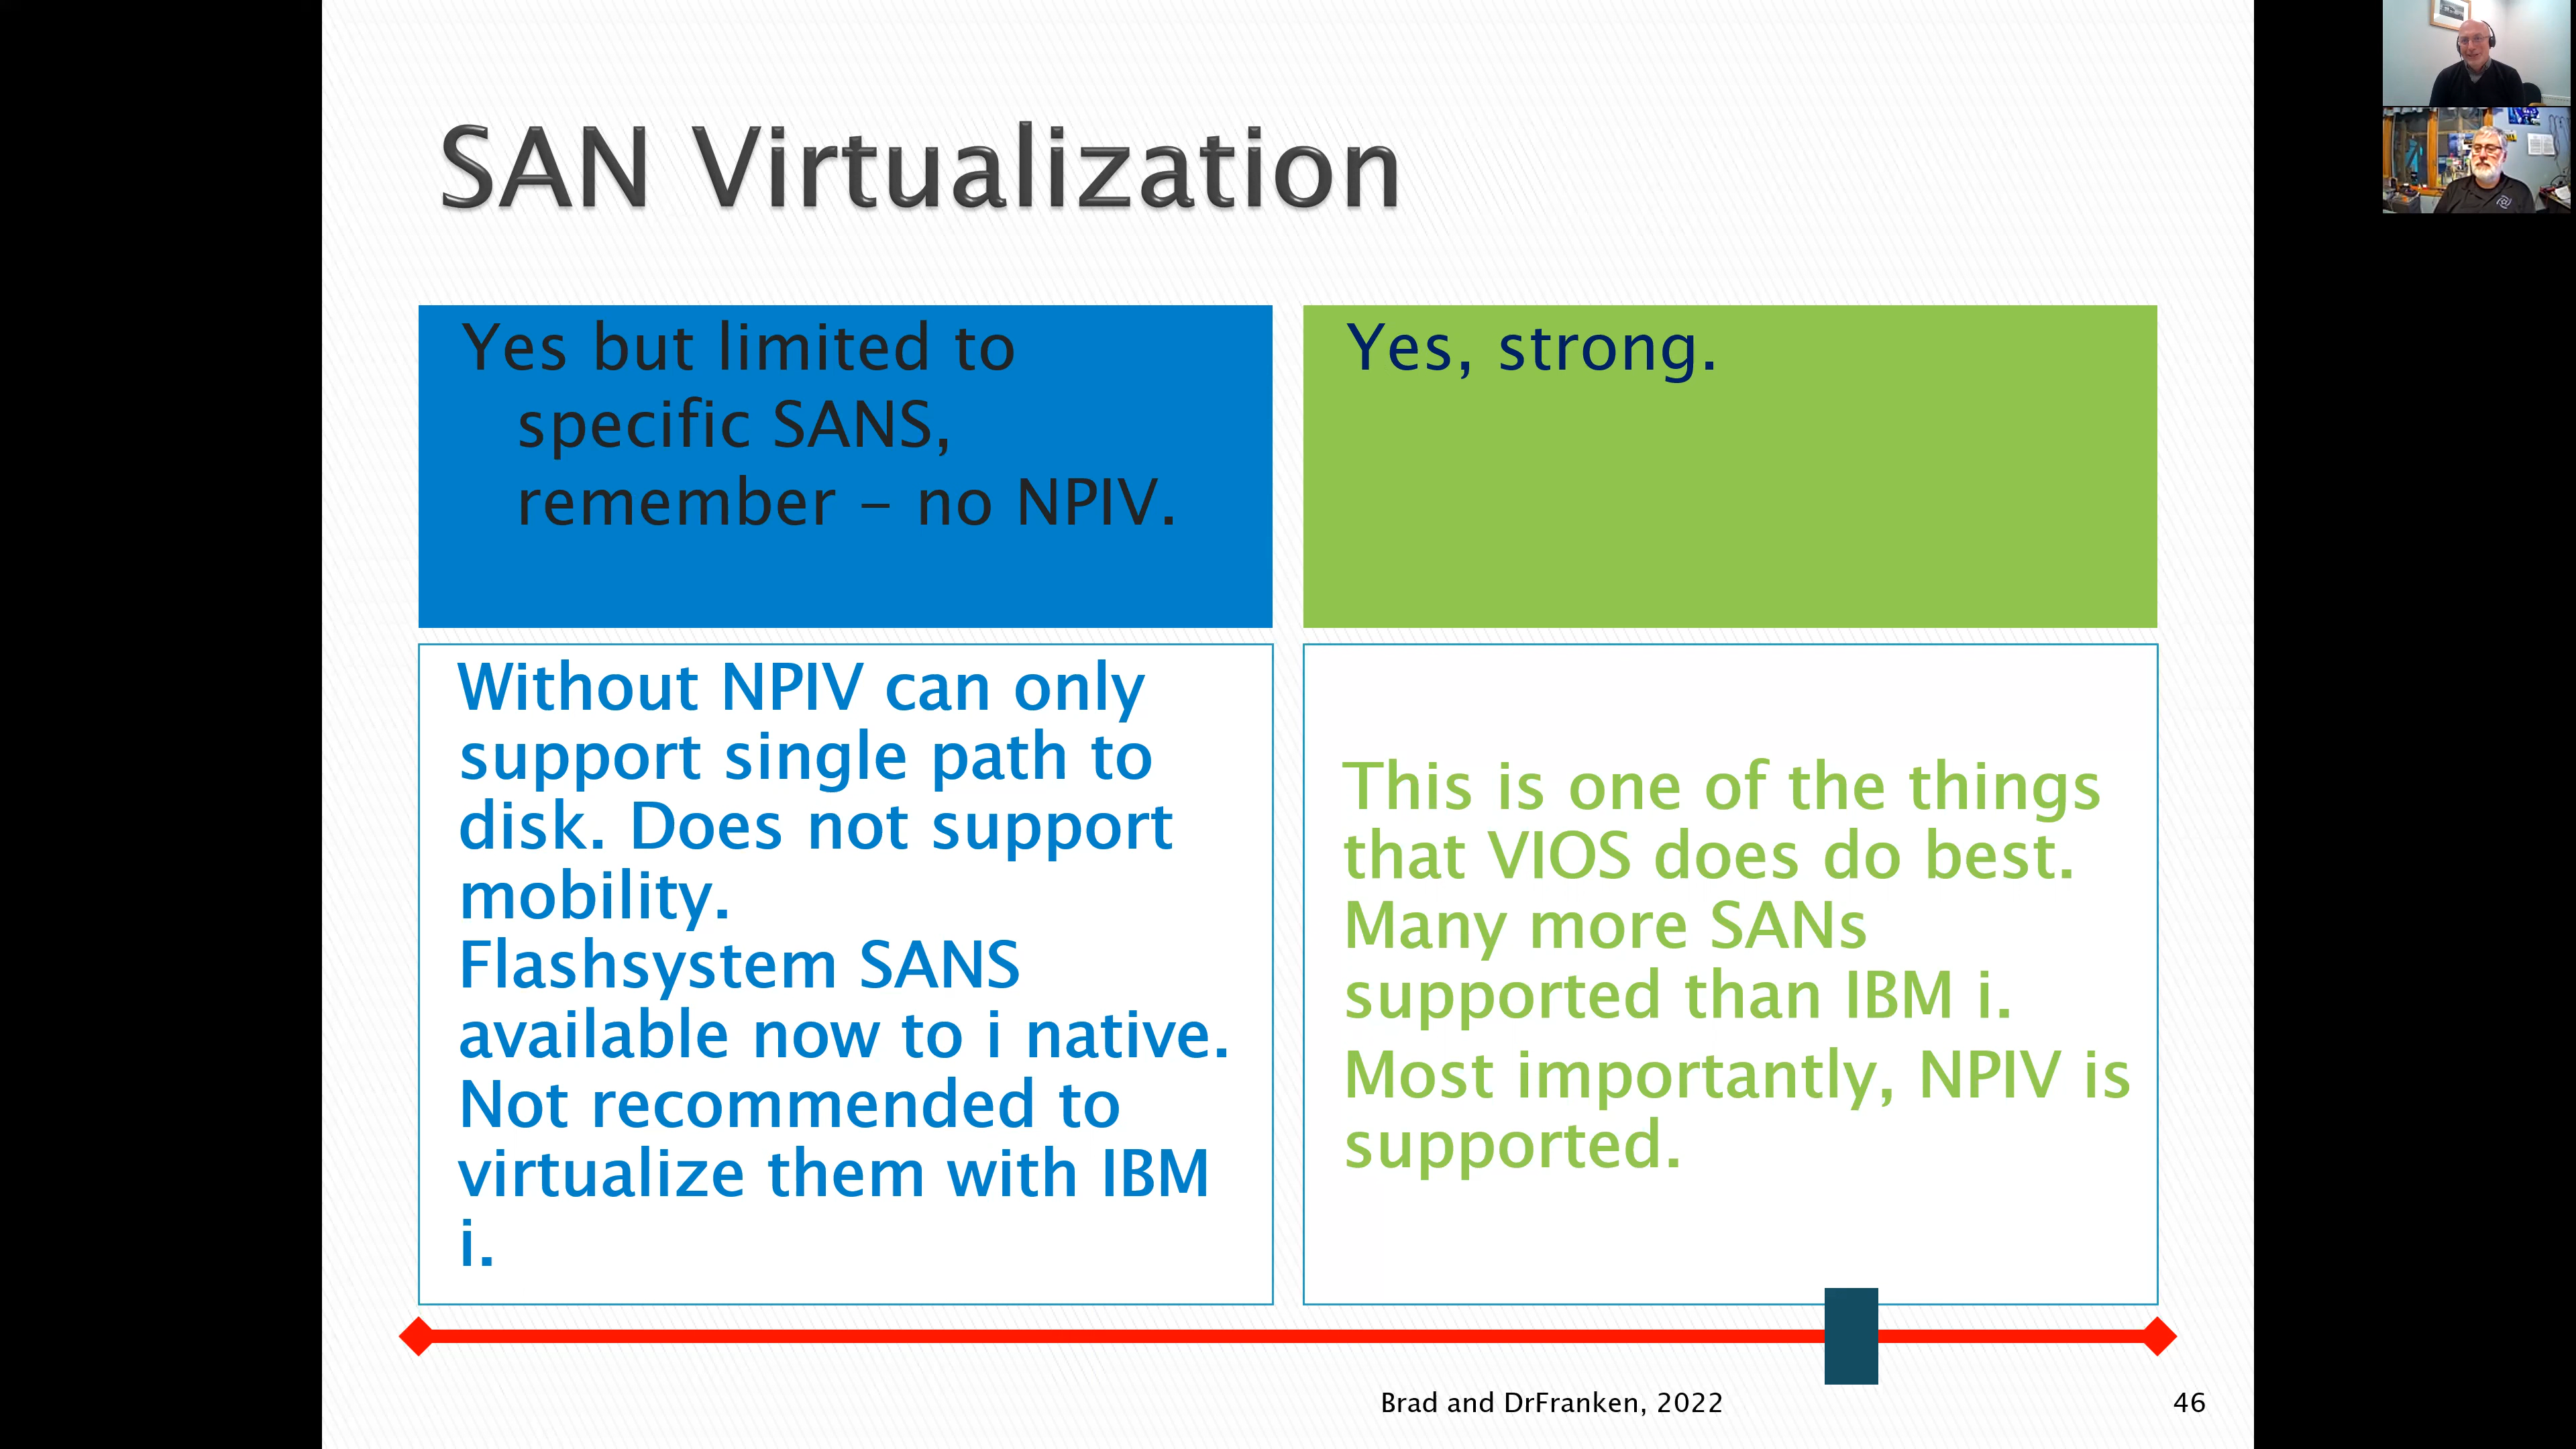 SAN Virtualization
Yes but limited to
specific SANS,
remember – no NPIV.
Yes, strong.
Without NPIV can only
support single path to
disk. Does not support
mobility.
Flashsystem SANS
available now to i native.
Not recommended to
virtualize them with IBM
i.
This is one of the things
that VIOS does do best.
Many more SANs
supported than IBM i.
Most importantly, NPIV is
supported.
Brad and DrFranken, 2022
46